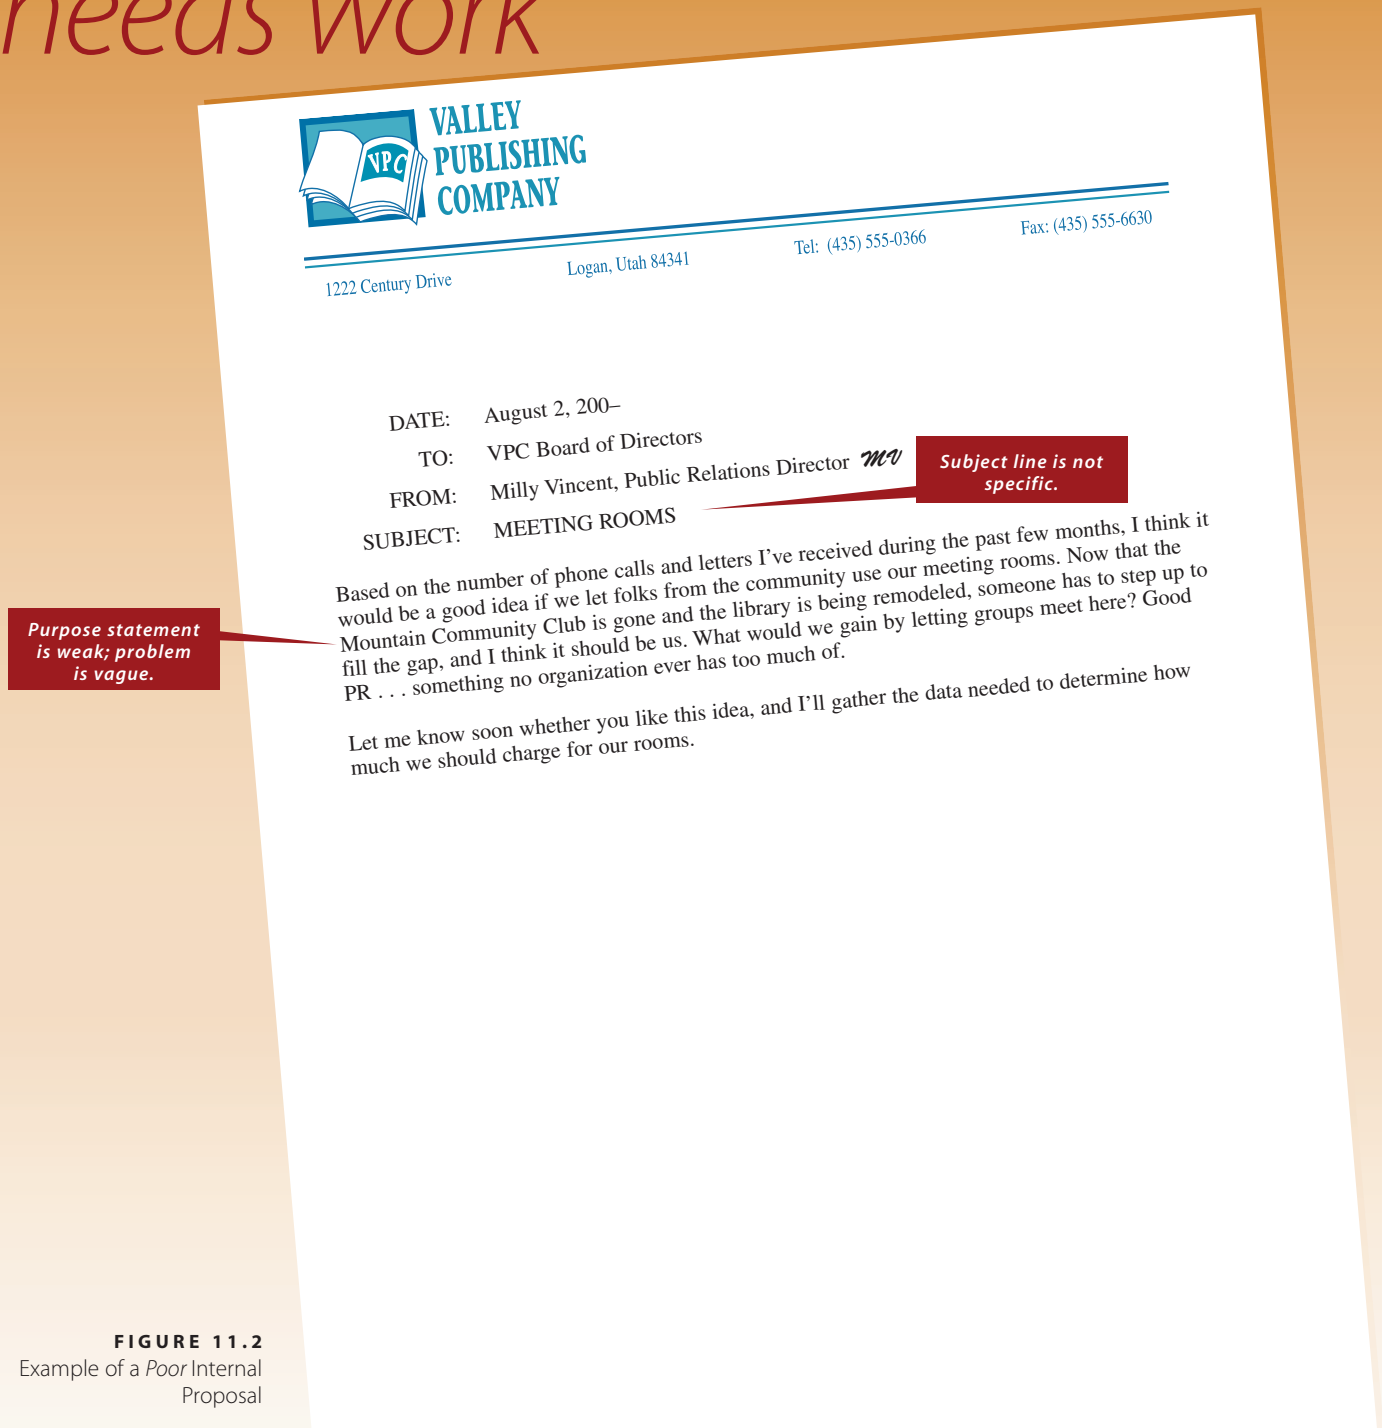 needs work
VPC
VALLEY
PUBLISHING
COMPANY
1222 Century Drive
Logan, Utah 84341
Tel: (435) 555-0366
Fax: (435) 555-6630
DATE: August 2, 200–
TO: VPC Board of Directors
FROM: Milly Vincent, Public Relations Director MV
SUBJECT: MEETING ROOMS
Subject line is not
specific.
Based on the number of phone calls and letters I’ve received during the past few months, I think it
would be a good idea if we let folks from the community use our meeting rooms. Now that the
Mountain Community Club is gone and the library is being remodeled, someone has to step up to
fill the gap, and I think it should be us. What would we gain by letting groups meet here? Good
PR . . . something no organization ever has too much of.
Purpose statement
is weak; problem
is vague.
Let me know soon whether you like this idea, and I’ll gather the data needed to determine how
much we should charge for our rooms.
FIGURE 11.2
Example of a Poor Internal
Proposal